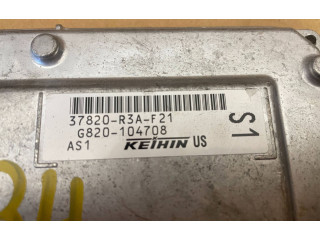 37820-R3A-F21
G820-104708
AS1 KEIHIN US
S1